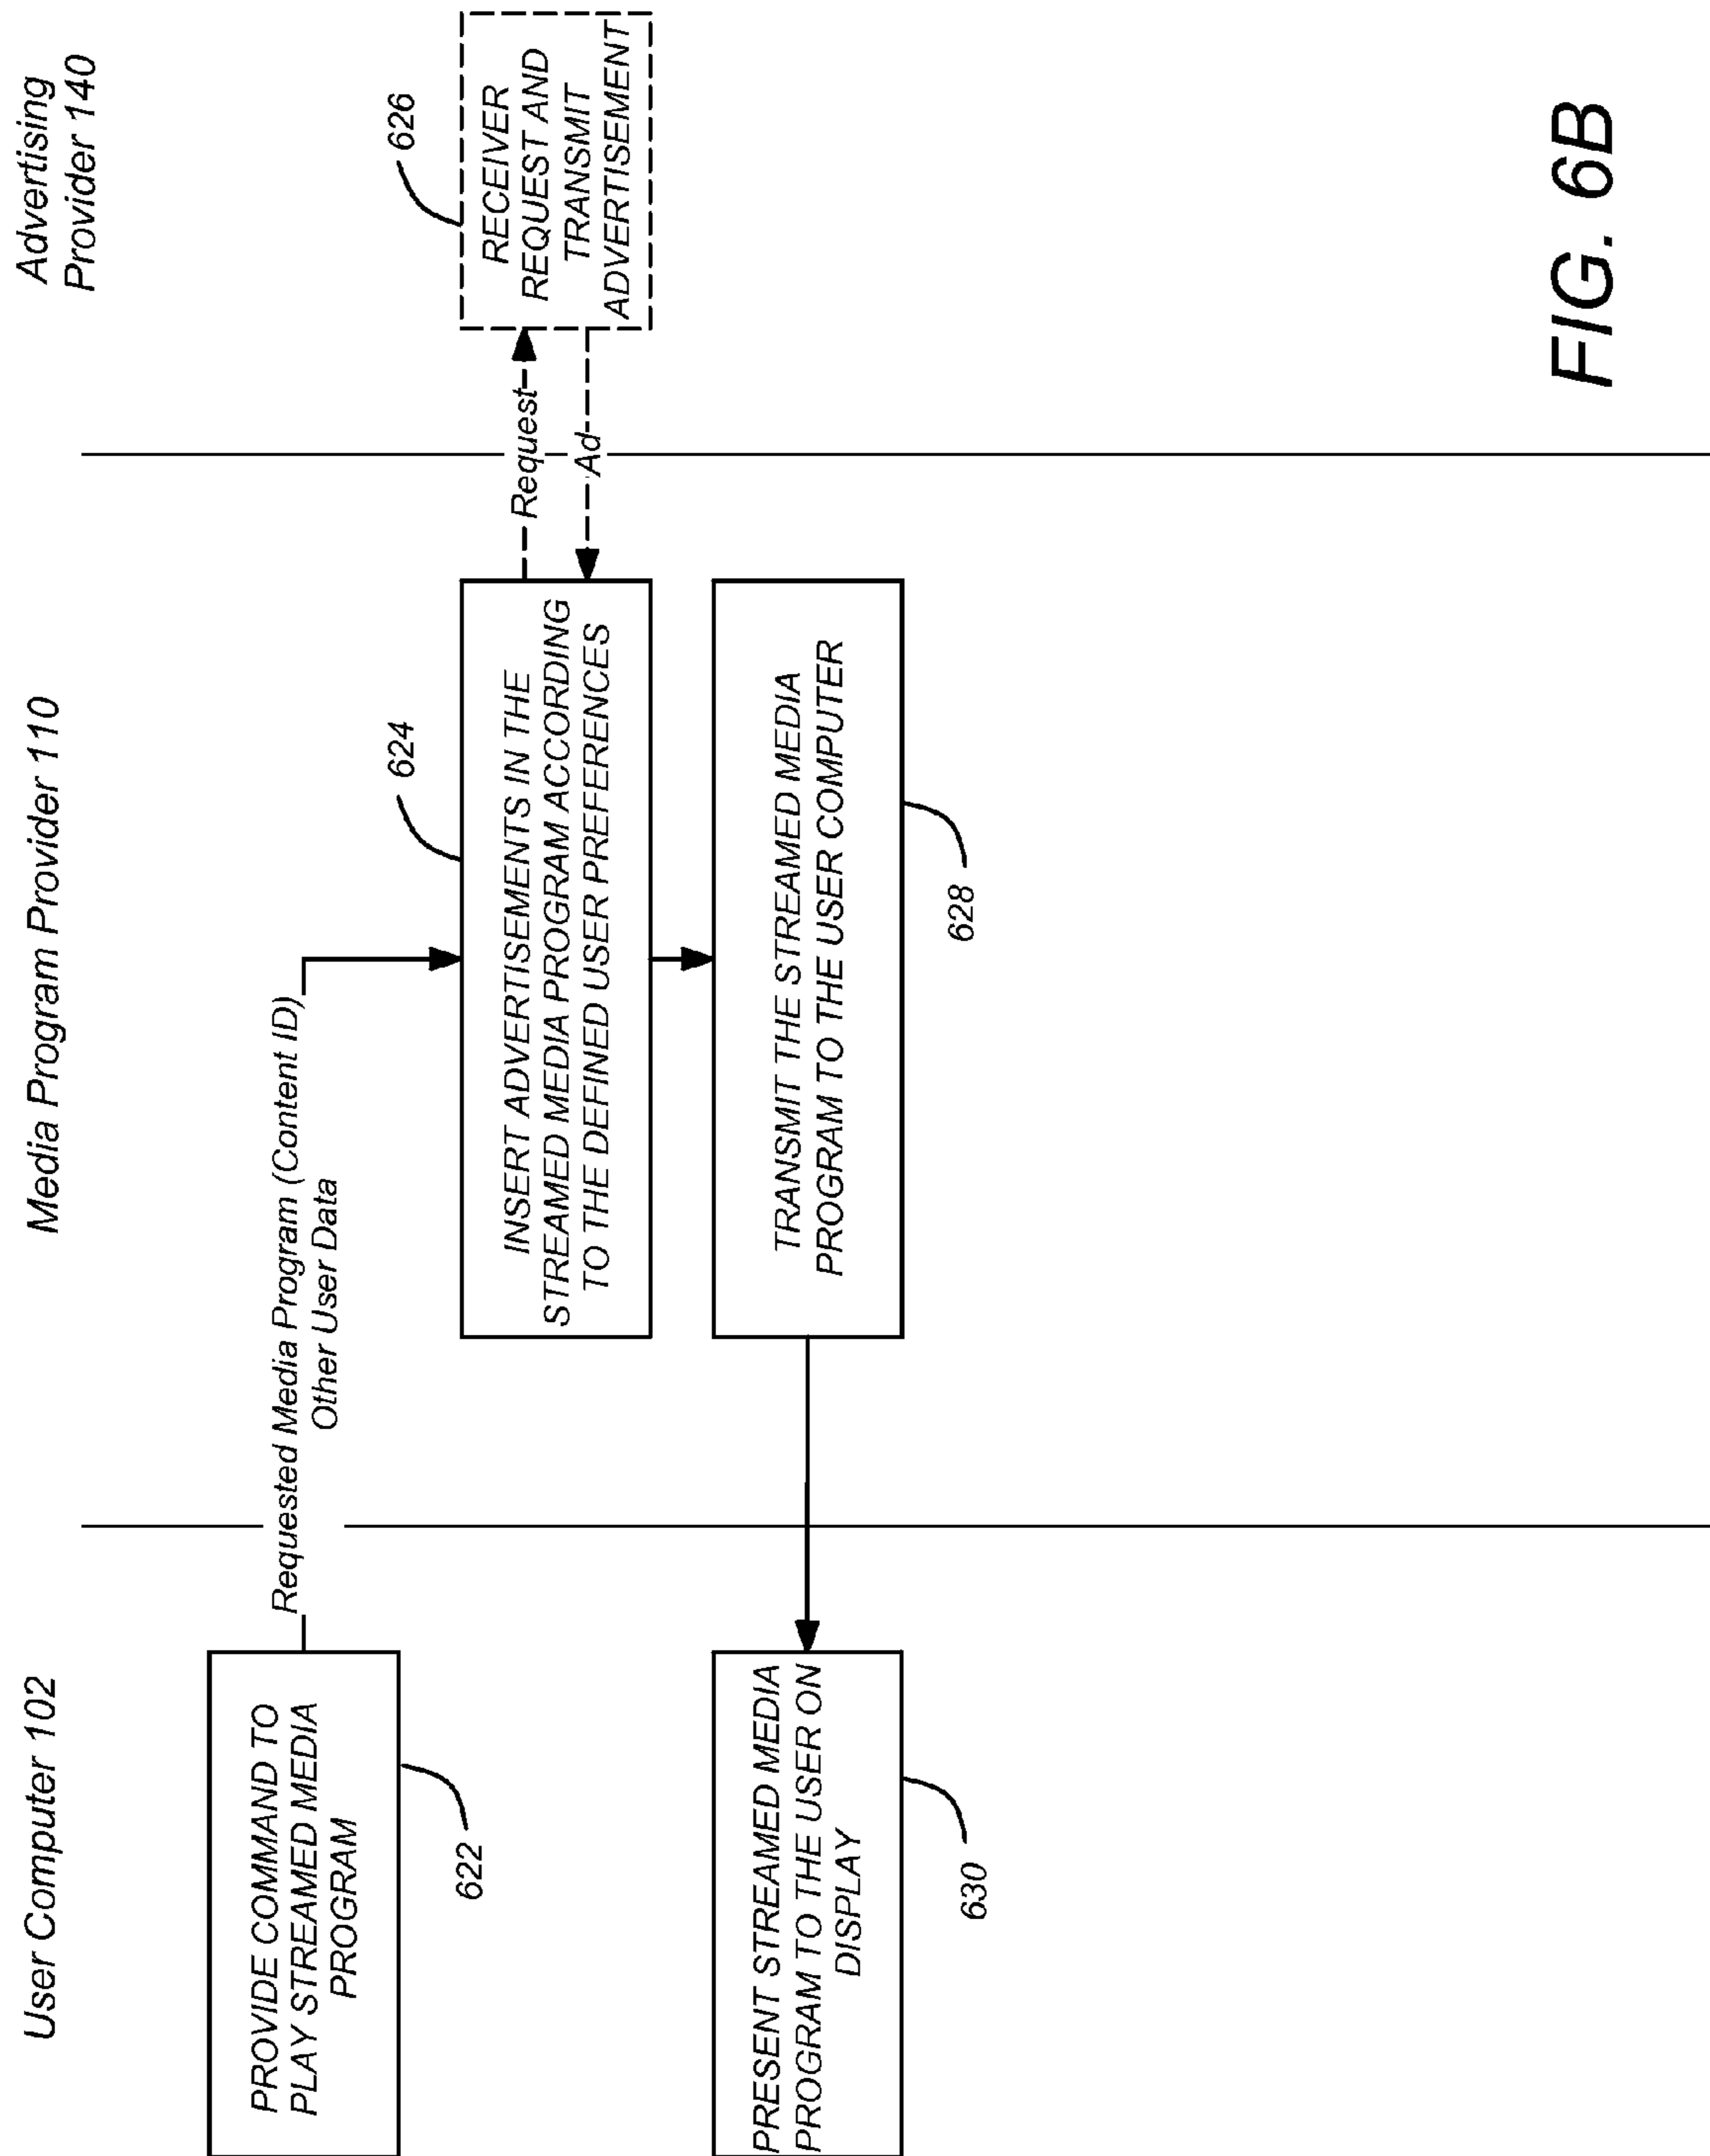 User Computer 102
Media Program Provider 110
Advertising
Provider 140
PROVIDE COMMAND TO
PLAY STREAMED MEDIA
PROGRAM
622
Requested Media Program (Content ID)
Other User Data
624
INSERT ADVERTISEMENTS IN THE
STREAMED MEDIA PROGRAM ACCORDING
TO THE DEFINED USER PREFERENCES
Request
Ad
626
RECEIVER
REQUEST AND
TRANSMIT
ADVERTISEMENT
PRESENT STREAMED MEDIA
PROGRAM TO THE USER ON
DISPLAY
630
TRANSMIT THE STREAMED MEDIA
PROGRAM TO THE USER COMPUTER
628
FIG. 6B